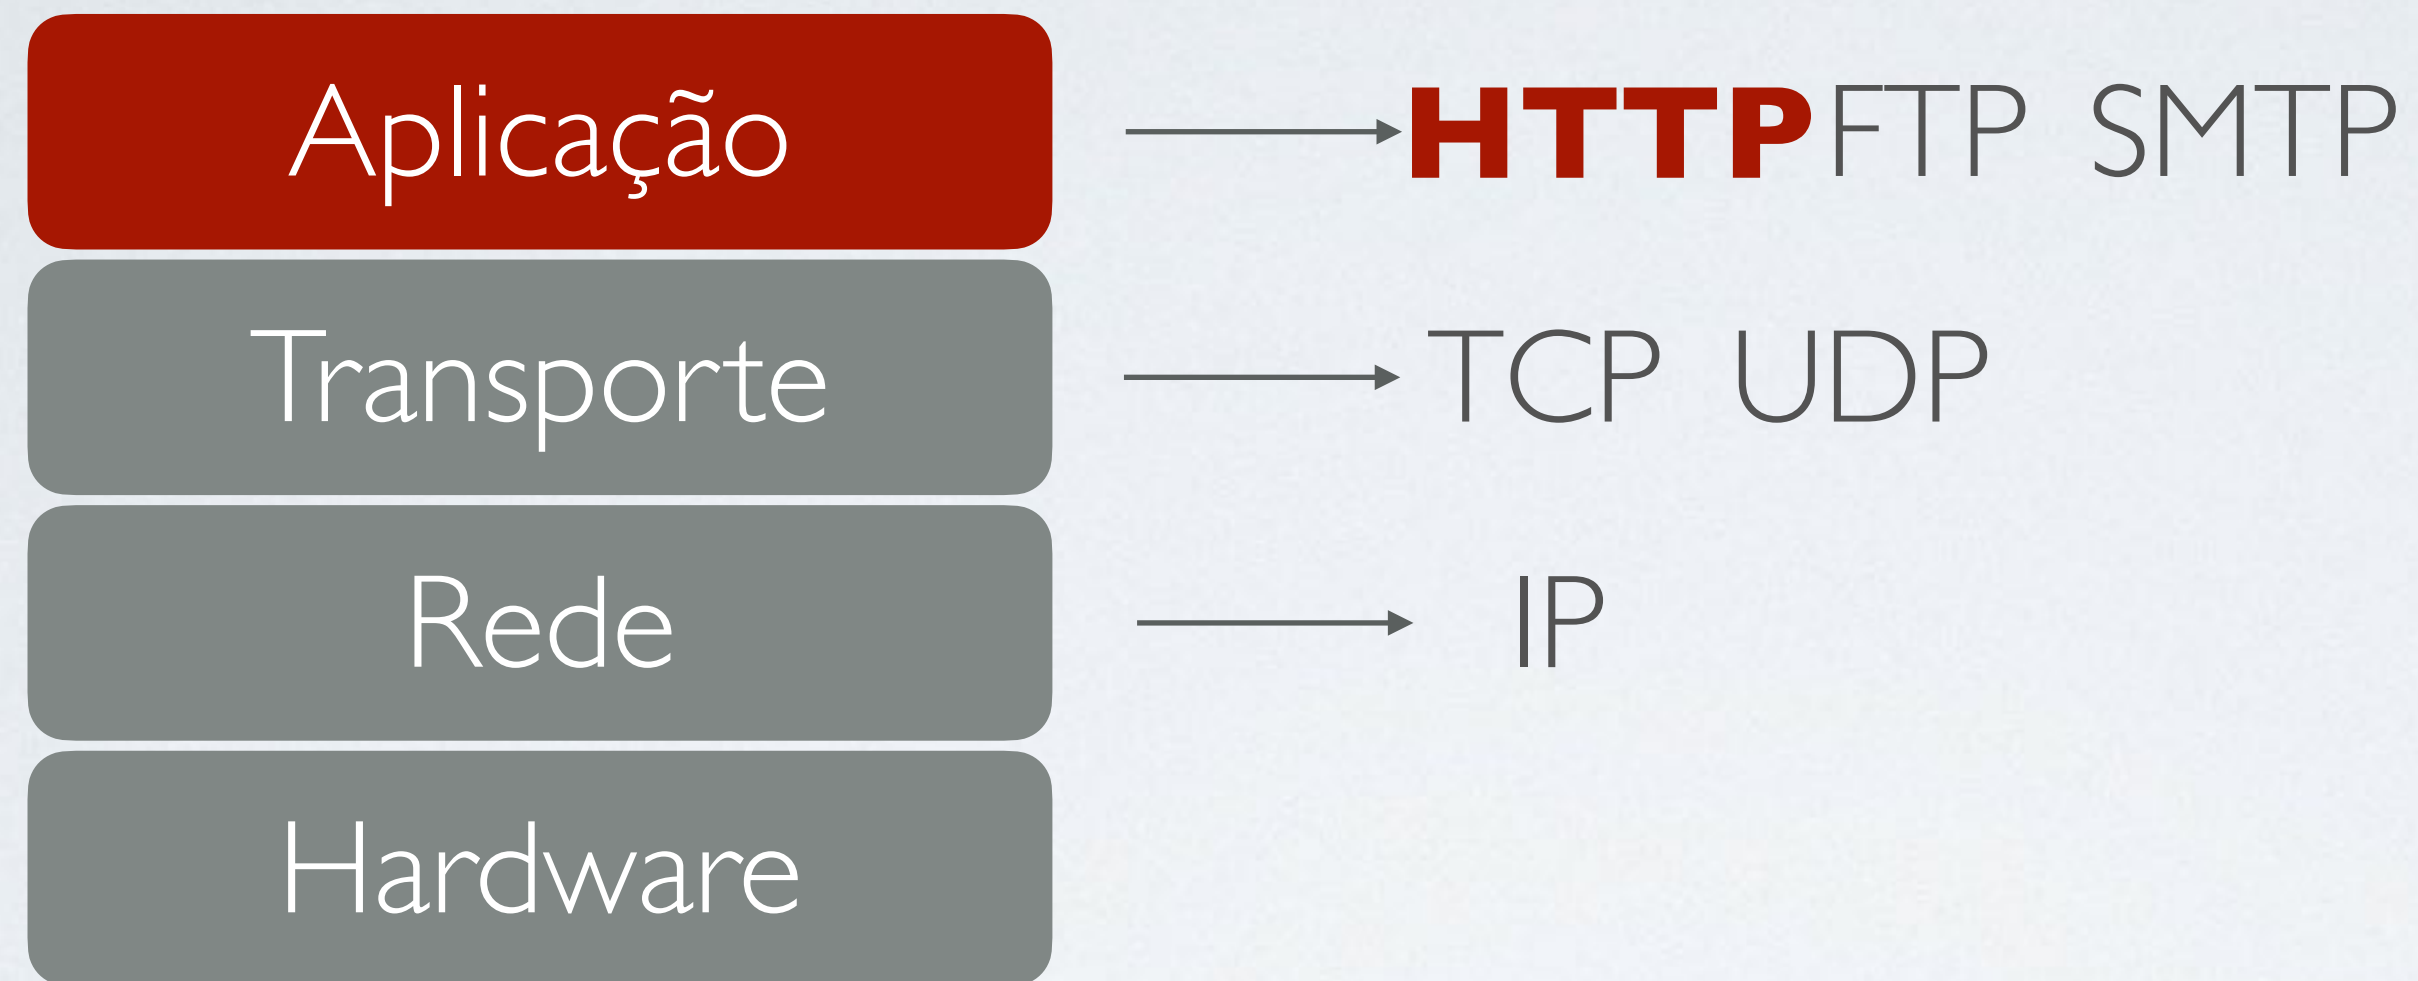 Aplicação HTTP FTP SMTP
Transporte TCP UDP
Rede IP
Hardware